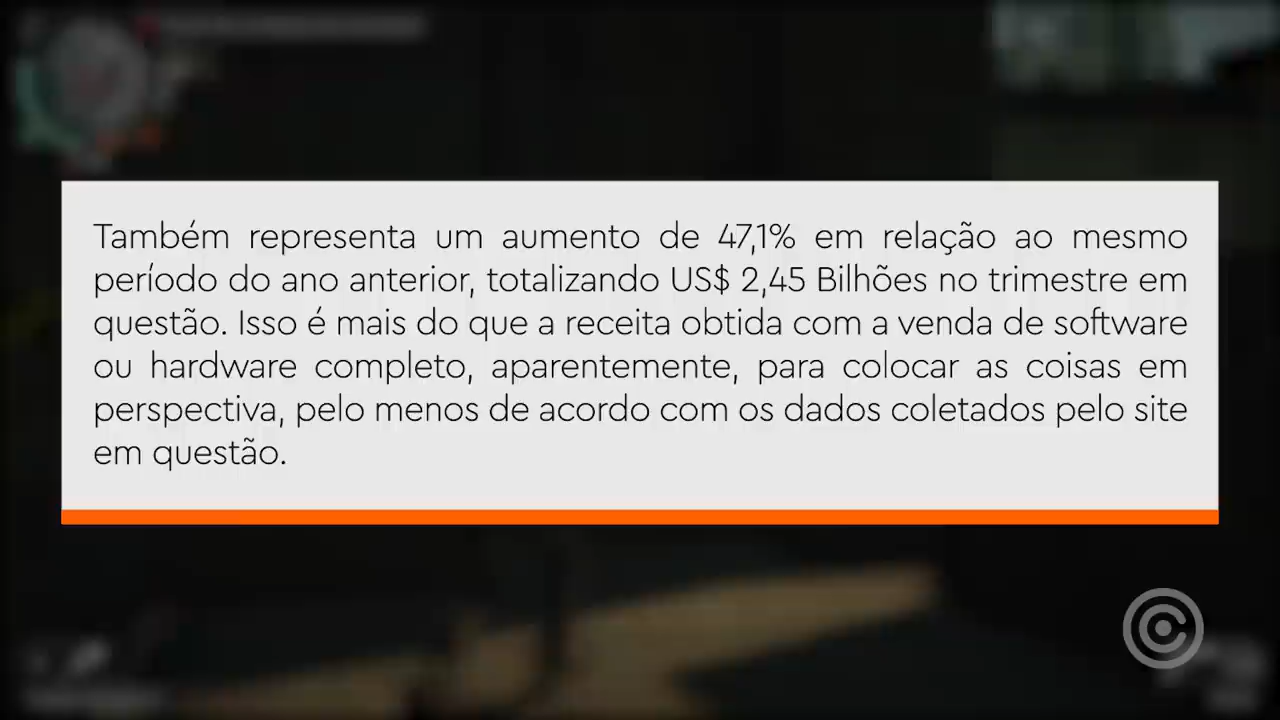 Também representa um aumento de 47,1% em relação ao mesmo
período do ano anterior, totalizando US$ 2,45 Bilhões no trimestre em
questão. Isso é mais do que a receita obtida com a venda de software
ou hardware completo, aparentemente, para colocar as coisas em
perspectiva, pelo menos de acordo com os dados coletados pelo site
em questão.